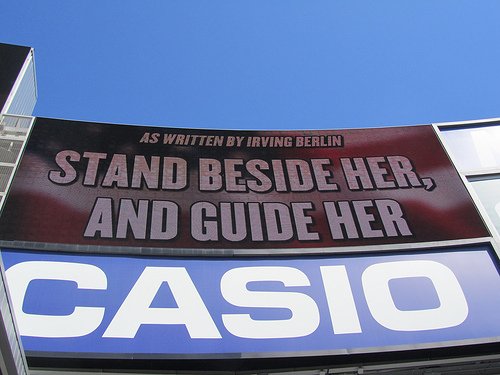 AS WRITTEN BY IRVING BERLIN
STAND BESIDE HER,
AND GUIDE HER
CASIO